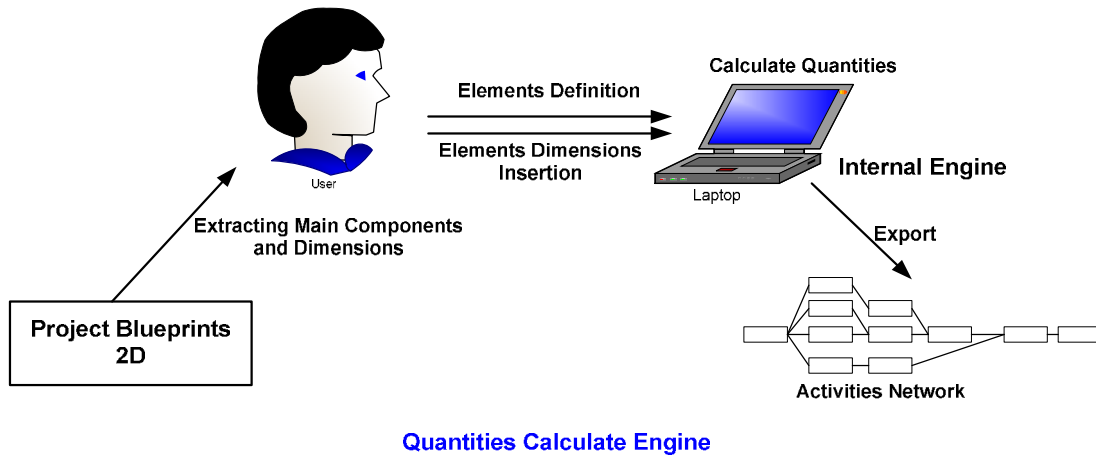 Calculate Quantities
Elements Definition
Elements Dimensions
Insertion
Internal Engine
User
Laptop
Extracting Main Components
and Dimensions
Export
Project Blueprints
2D
Activities Network
Quantities Calculate Engine